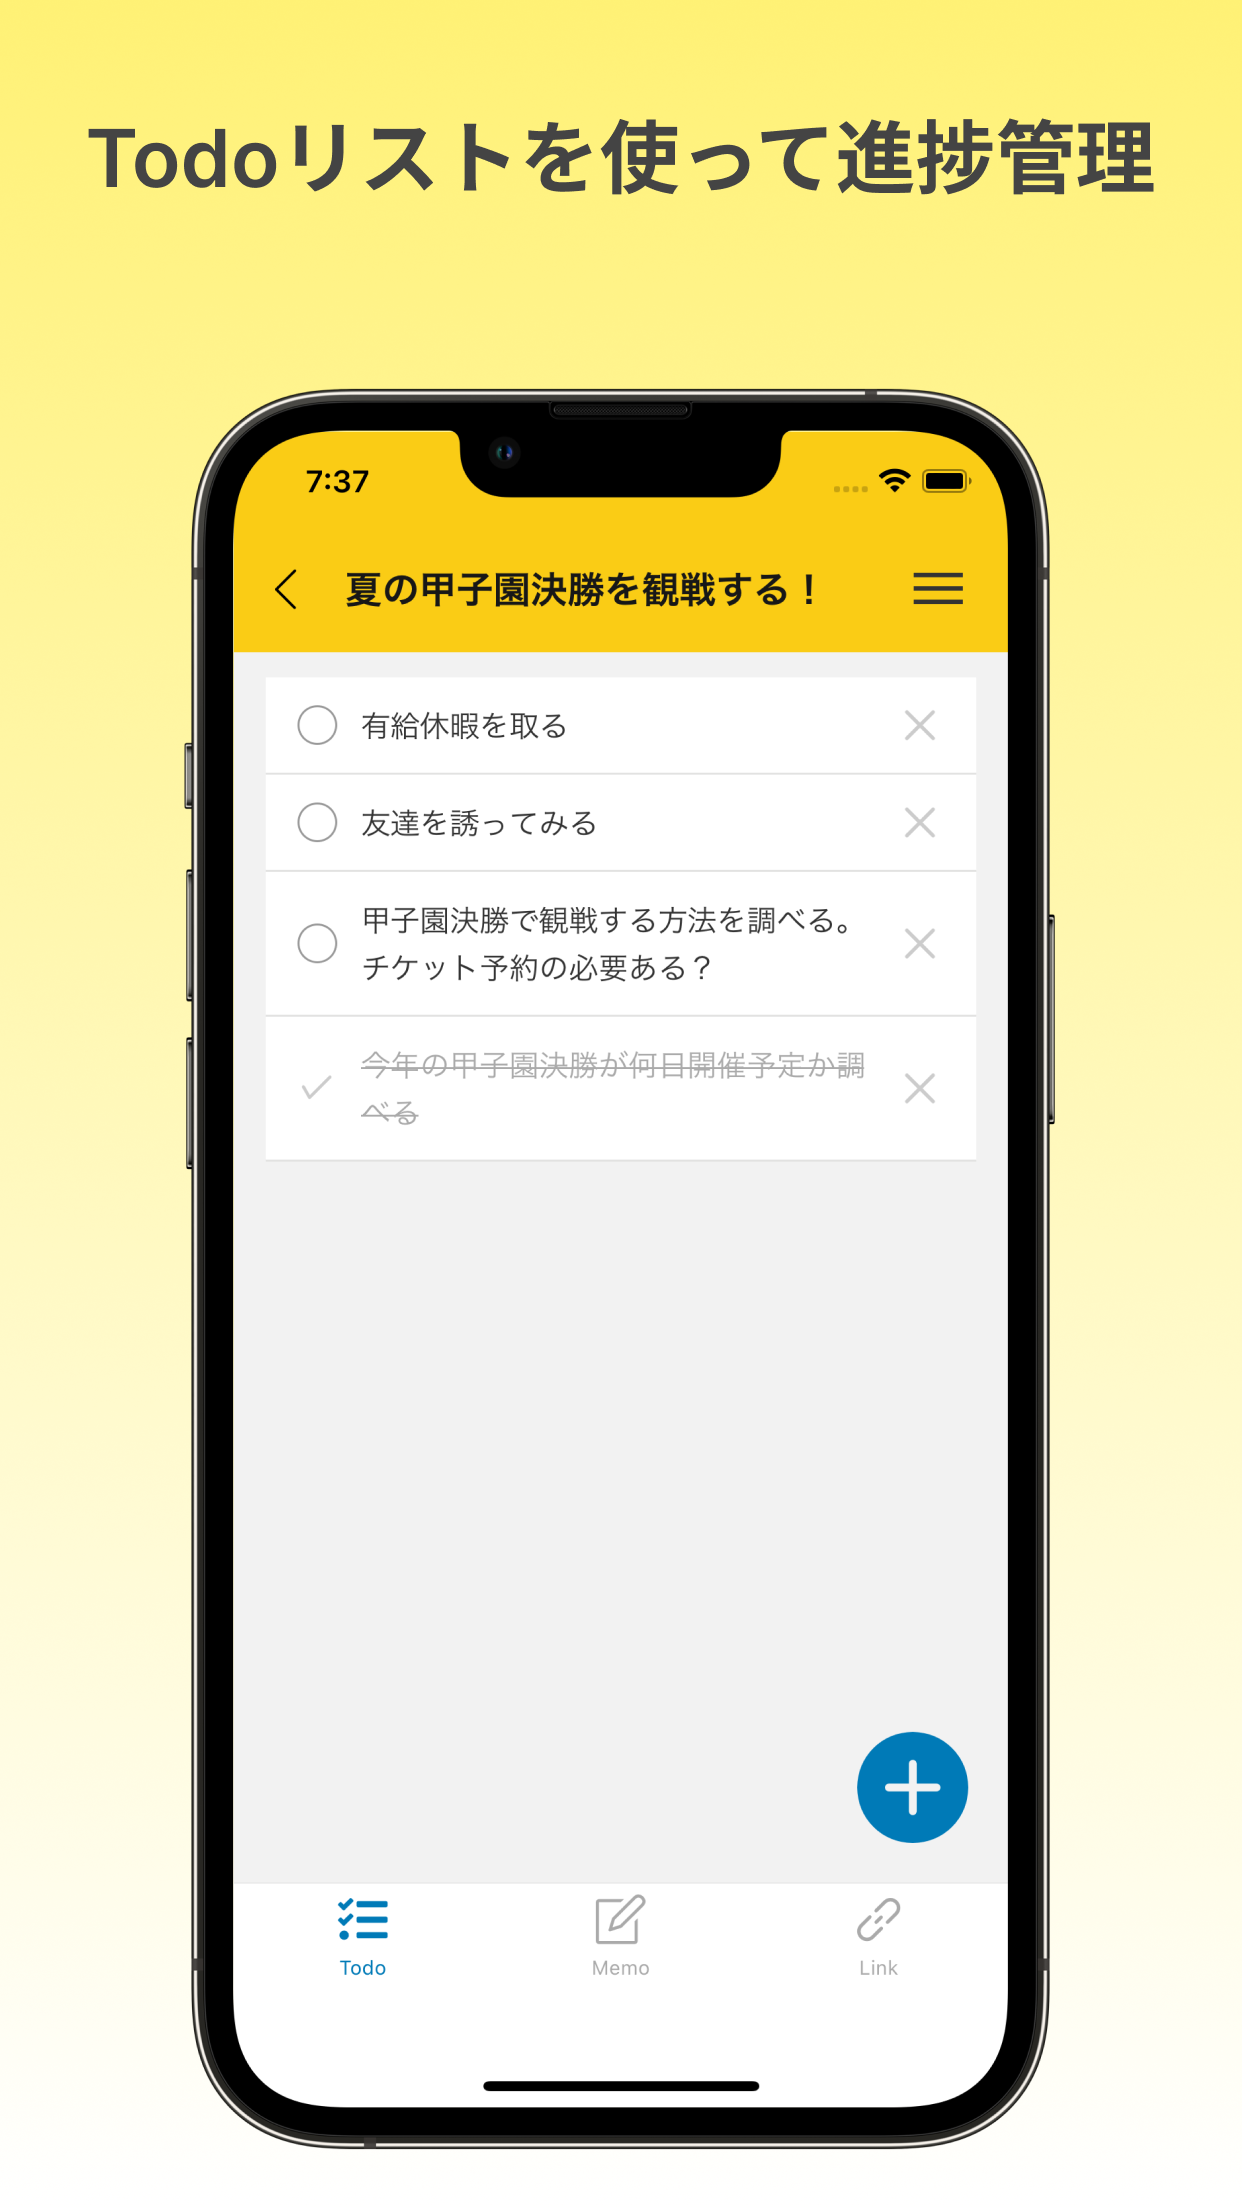 Todoリストを使って進捗管理
7:37
夏の甲子園決勝を観戦する！
有給休暇を取る
友達を誘ってみる
甲子園決勝で観戦する方法を調べる。
チケット予約の必要ある？
今年の甲子園決勝が何日開催予定か調
べる
Todo
Memo
Link